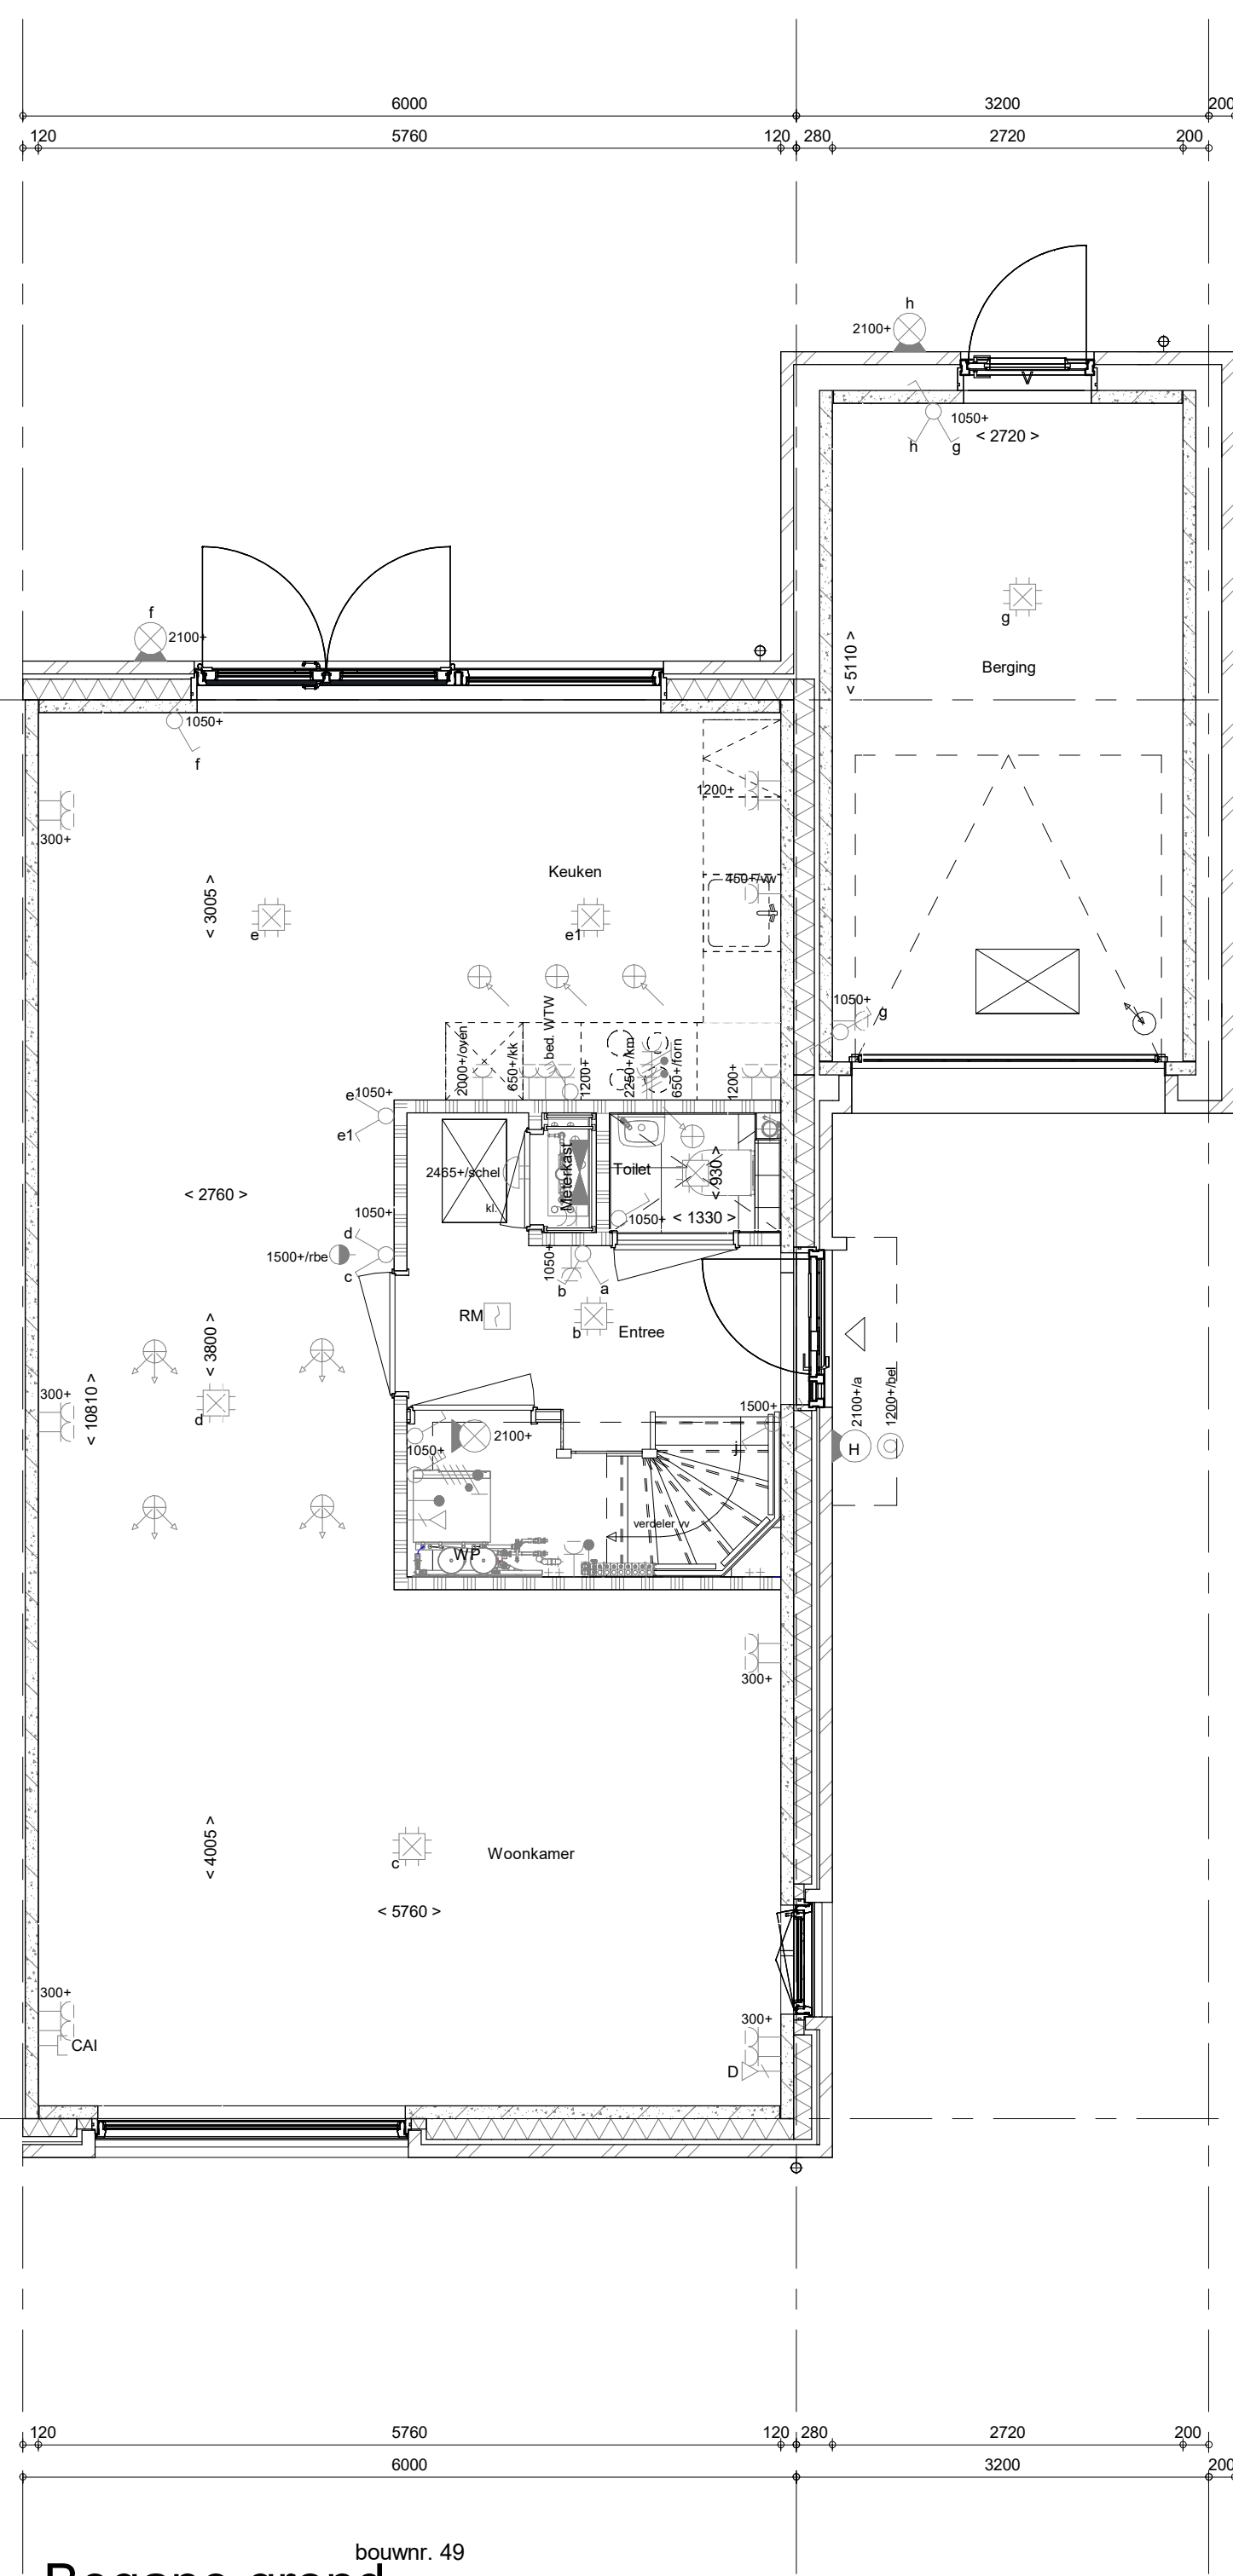 6000 3200 200
120 5760 120 280 2720 200
h
2100+
V
1050+
< 2720 >
h g
f
2100+
g
< 5110 >
Berging
1050+
f
1200+
300+
Keuken
450+/vw
< 3005 >
e e1
1050+
g
bed. WTW
2000+/oven
650+/kk
1200+
2250+/km
650+/forn
1200+
e 1050+
e1
2465+/schel
Meterkast
Toilet
< 930 >
< 2760 >
kl.
1050+ < 1330 >
1050+
d
1500+/rbe
c
1050+
b a
RM
b
Entree
< 3800 >
300+
< 10810 >
d
2100+/a
1200+/bel
1500+
2100+
1050+
j
H
verdeler vv
WP
300+
Woonkamer
c
< 4005 >
< 5760 >
300+
CAI
300+
D
120 5760 120 280 2720 200
6000 3200 200
bouwnr. 49
Begane grond